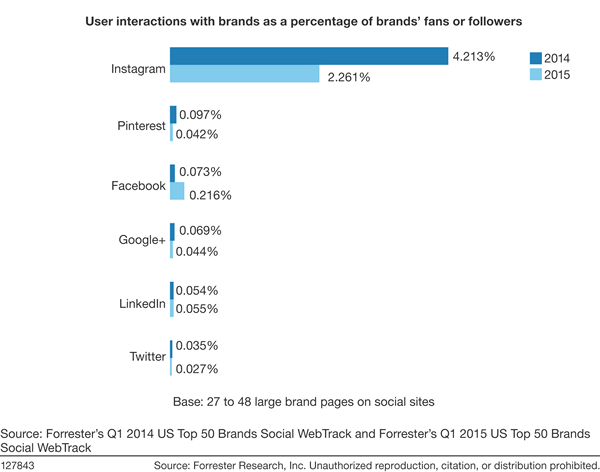 User interactions with brands as a percentage of brands’ fans or followers
4.213%
2014
Instagram
2.261%
2015
0.097%
Pinterest
0.042%
0.073%
Facebook
0.216%
0.069%
Google+
0.044%
0.054%
LinkedIn
0.055%
0.035%
Twitter
0.027%
Base: 27 to 48 large brand pages on social sites
Source: Forrester’s Q1 2014 US Top 50 Brands Social WebTrack and Forrester’s Q1 2015 US Top 50 Brands
Social WebTrack
127843 Source: Forrester Research, Inc. Unauthorized reproduction, citation, or distribution prohibited.